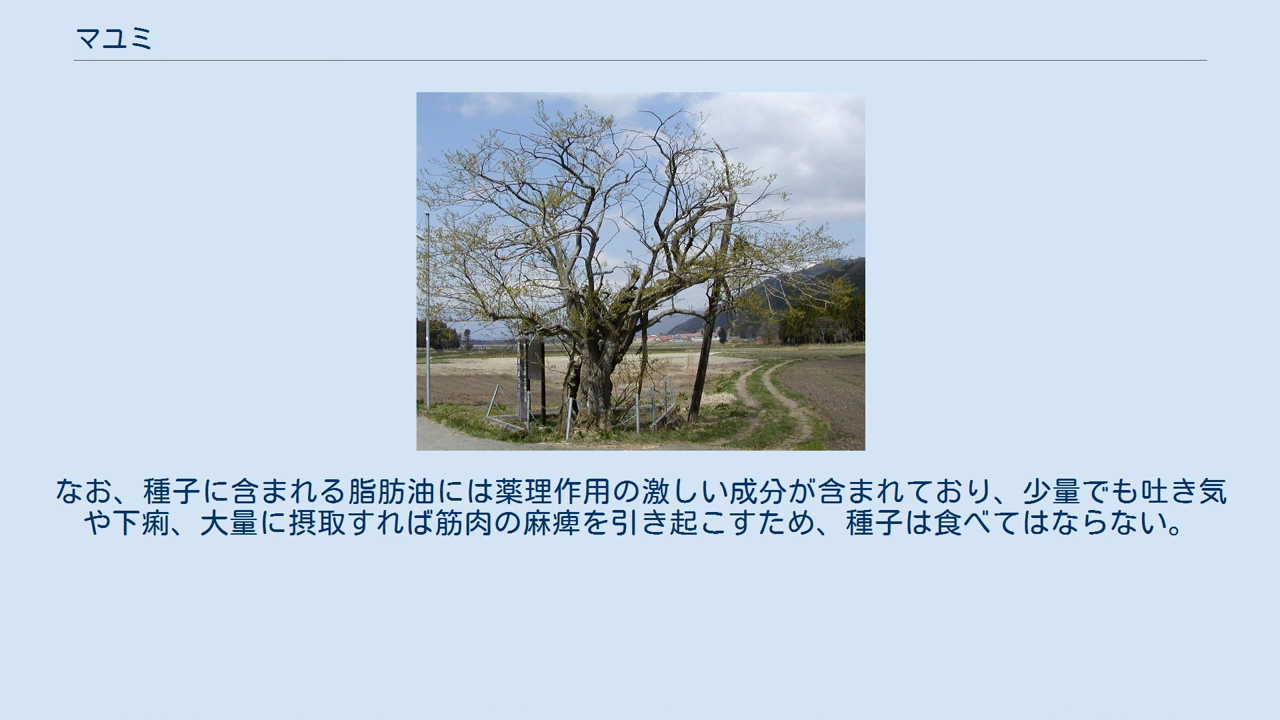 マユミ
なお、種子に含まれる脂肪油には薬理作用の激しい成分が含まれており、少量でも吐き気
や下痢、大量に摂取すれば筋肉の麻痺を引き起こすため、種子は食べてはならない。